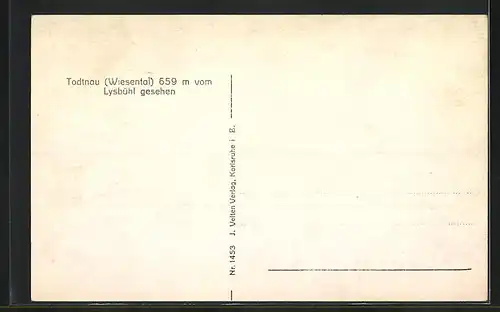 Todtnau (Wiesental) 659 m vom
Lysbühl gesehen
Nr. 1453 J. Velten Verlag, Karlsruhe i. B.